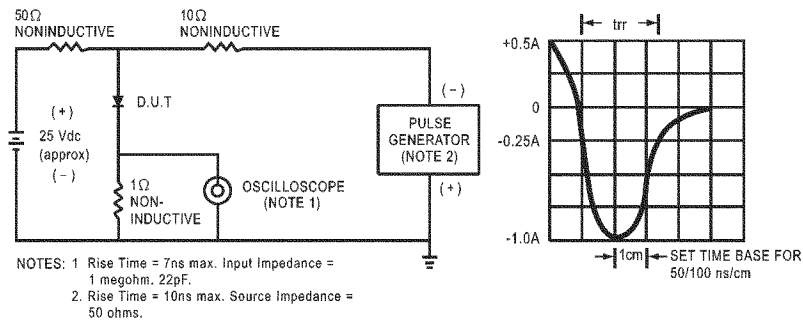 50Ω
NONINDUCTIVE
10Ω
NONINDUCTIVE
D.U.T
(+)
25 Vdc
(approx)
(-)
1Ω
NON-
INDUCTIVE
OSCILLOSCOPE
(NOTE 1)
(-)
PULSE
GENERATOR
(NOTE 2)
(+)
NOTES: 1 Rise Time = 7ns max. Input Impedance =
1 megohm. 22pF.
2. Rise Time = 10ns max. Source Impedance =
50 ohms.
trr
+0.5A
0
-0.25A
-1.0A
1cm
SET TIME BASE FOR
50/100 ns/cm